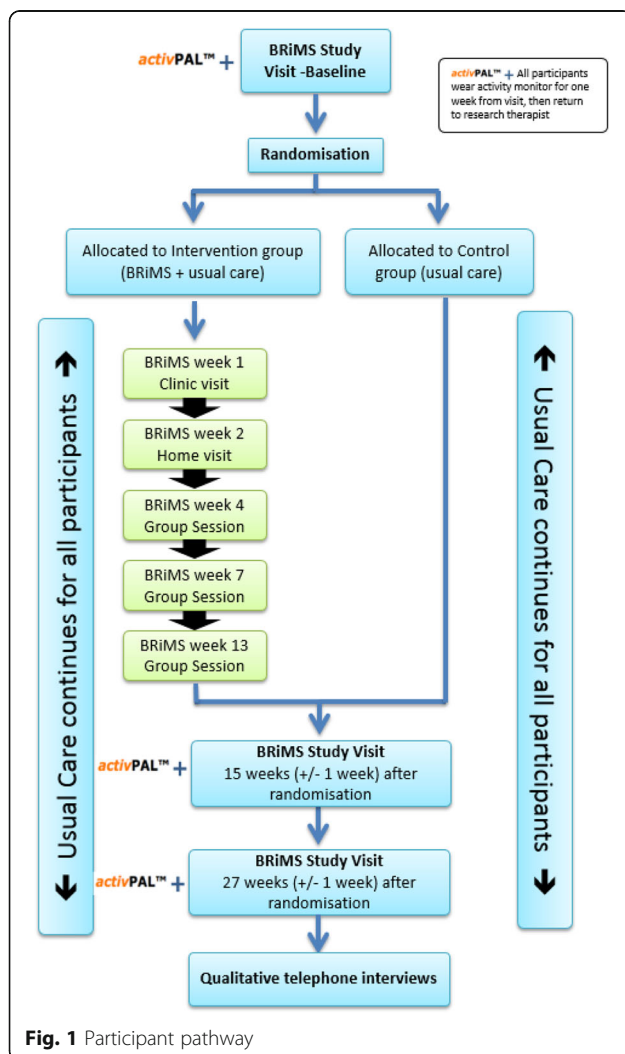 activPAL™ +
BRiMS Study
Visit -Baseline
activPAL™ + All participants
wear activity monitor for one
week from visit, then return
to research therapist
Randomisation
Allocated to Intervention group
(BRiMS + usual care)
Allocated to Control
group (usual care)
Usual Care continues for all participants
BRiMS week 1
Clinic visit
BRiMS week 2
Home visit
BRiMS week 4
Group Session
BRiMS week 7
Group Session
BRiMS week 13
Group Session
Usual Care continues for all participants
activPAL™ +
BRiMS Study Visit
15 weeks (+/- 1 week) after
randomisation
activPAL™ +
BRiMS Study Visit
27 weeks (+/- 1 week) after
randomisation
Qualitative telephone interviews
Fig. 1 Participant pathway